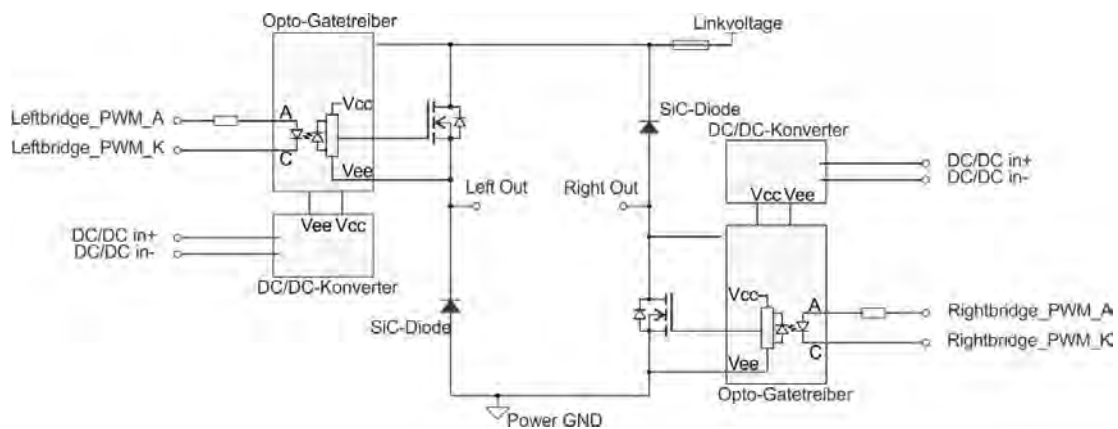 Opto-Gatetreiber
Linkvoltage
SiC-Diode
DC/DC-Konverter
Leftbridge_PWM_A
A
Vcc
Leftbridge_PWM_K
C
Vee
DC/DC in+
DC/DC in-
Left Out
Right Out
Vcc Vee
Vee Vcc
DC/DC in+
DC/DC in-
DC/DC-Konverter
SiC-Diode
Vcc
A
Rightbridge_PWM_A
C
Rightbridge_PWM_K
Vee
Opto-Gatetreiber
Power GND